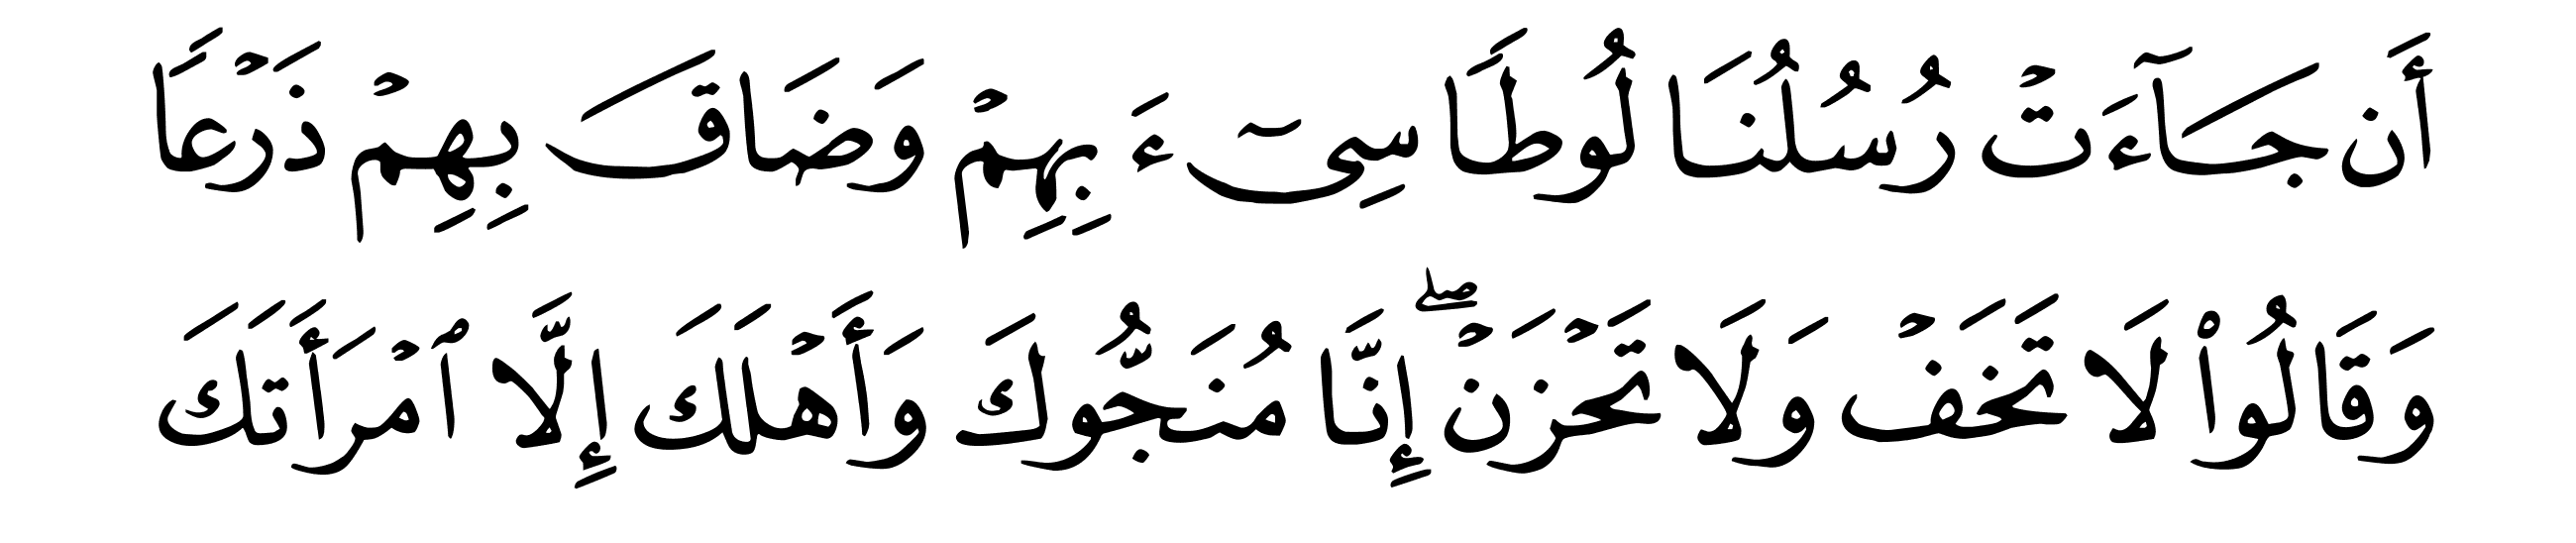 أَن جَآءَتْ رُسُلُنَا لُوطًا سِىٓءَ بِهِمْ وَضَاقَ بِهِمْ ذَرْعًا
وَقَالُوا۟ لَا تَخَفْ وَلَا تَحْزَنْ ۖ إِنَّا مُنَجُّوكَ وَأَهْلَكَ إِلَّا ٱمْرَأَتَكَ